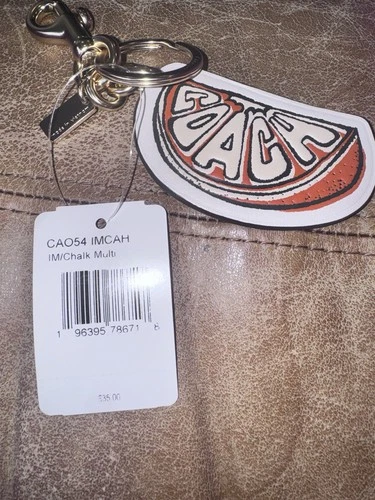 COACH
CAO54 IMCAH
IM/Chalk Multi
1 96395 78671 8
$35.00